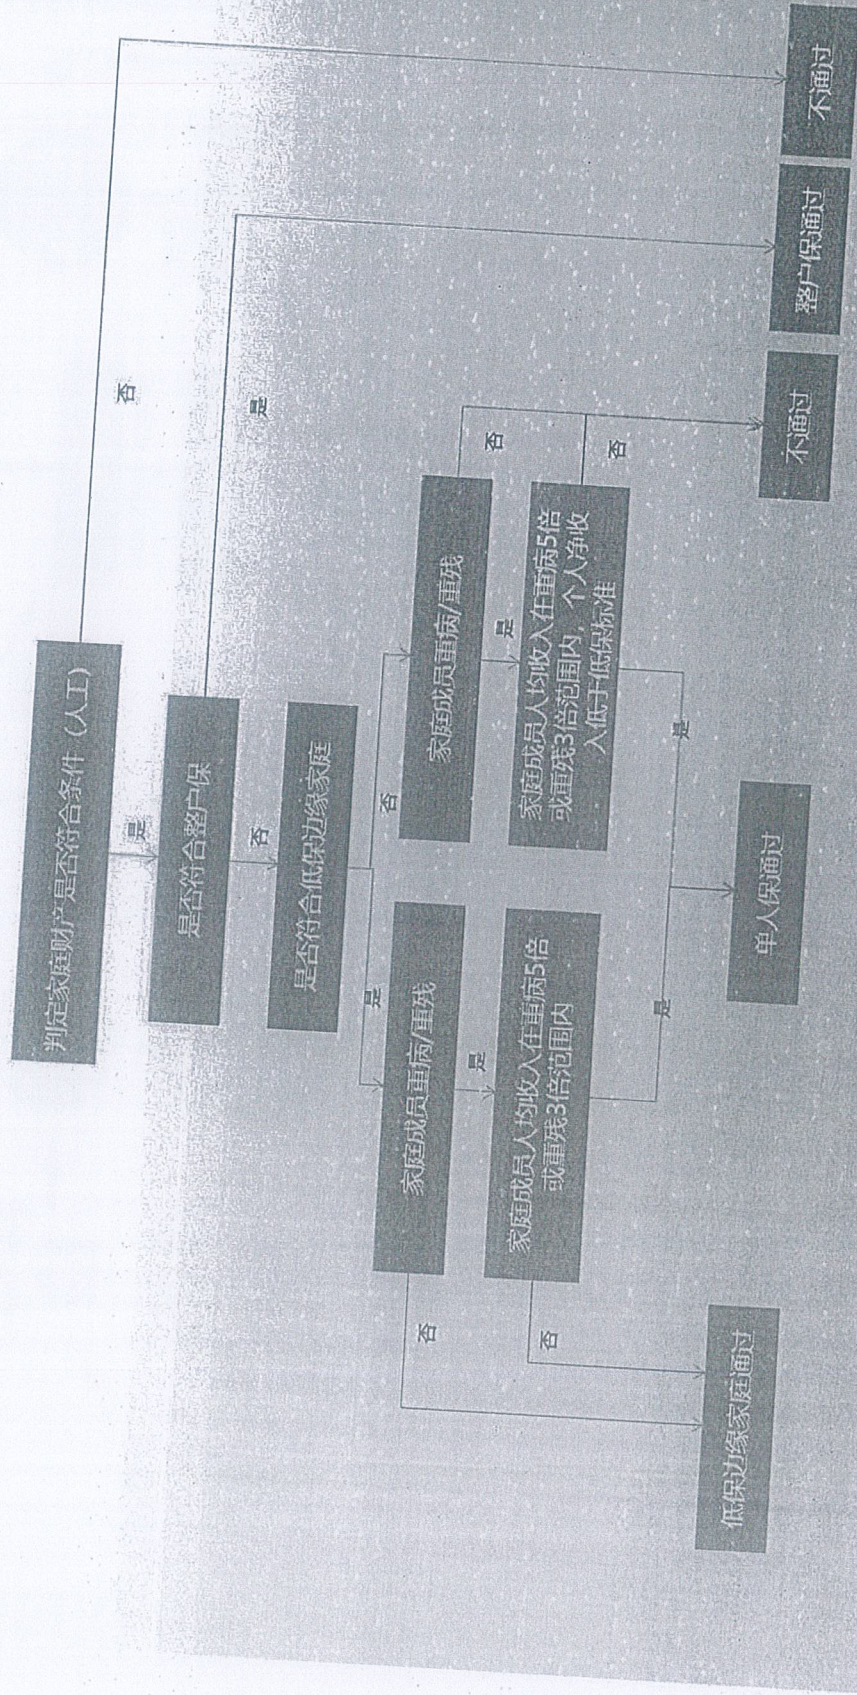 判定家庭财产是否符合条件（人工）
否
是
是否符合整户保
是
否
是否符合低保边缘家庭
是
否
家庭成员重病/重残
家庭成员重病/重残
否
是
是
否
家庭成员人均收入在重病5倍
或重残3倍范围内
家庭成员人均收入在重病5倍
或重残3倍范围内，个人净收
入低于低保标准
否
是
是
否
低保边缘家庭通过
单人保通过
不通过
整户保通过
不通过